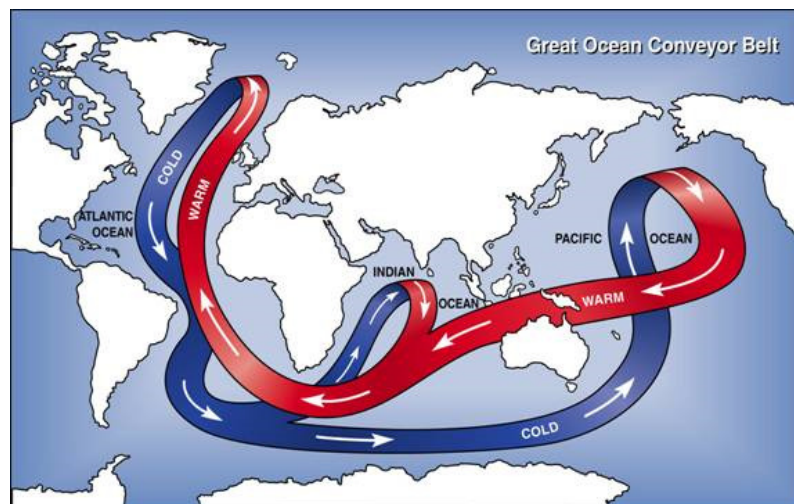 Great Ocean Conveyor Belt
COLD
WARM
ATLANTIC
OCEAN
PACIFIC
OCEAN
INDIAN
OCEAN
WARM
COLD